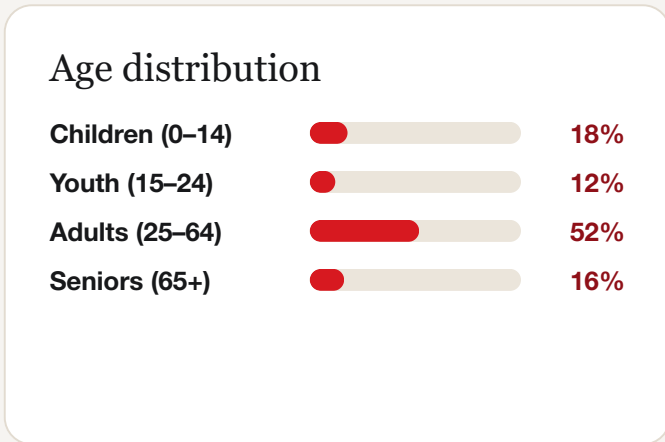 Age distribution
Children (0–14) 18%
Youth (15–24) 12%
Adults (25–64) 52%
Seniors (65+) 16%